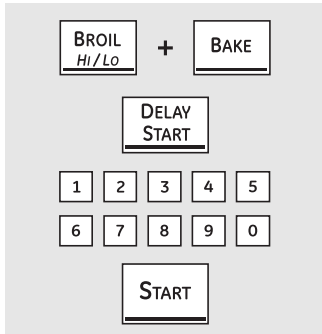 BROIL + BAKE
HI/LO
DELAY
START
1 2 3 4 5
6 7 8 9 0
START